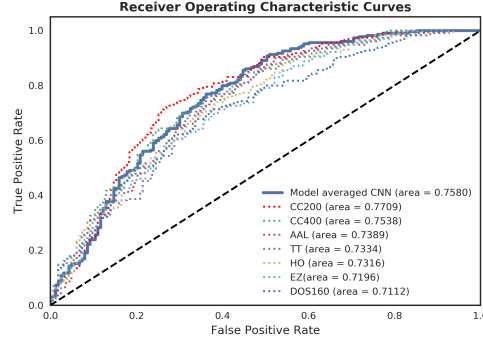 Receiver Operating Characteristic Curves
True Positive Rate
1.0
0.8
0.6
0.4
0.2
0.0
Model averaged CNN (area = 0.7580)
CC200 (area = 0.7709)
CC400 (area = 0.7538)
AAL (area = 0.7389)
TT (area = 0.7334)
HO (area = 0.7316)
EZ(area = 0.7196)
DOS160 (area = 0.7112)
0.0 0.2 0.4 0.6 0.8 1.0
False Positive Rate